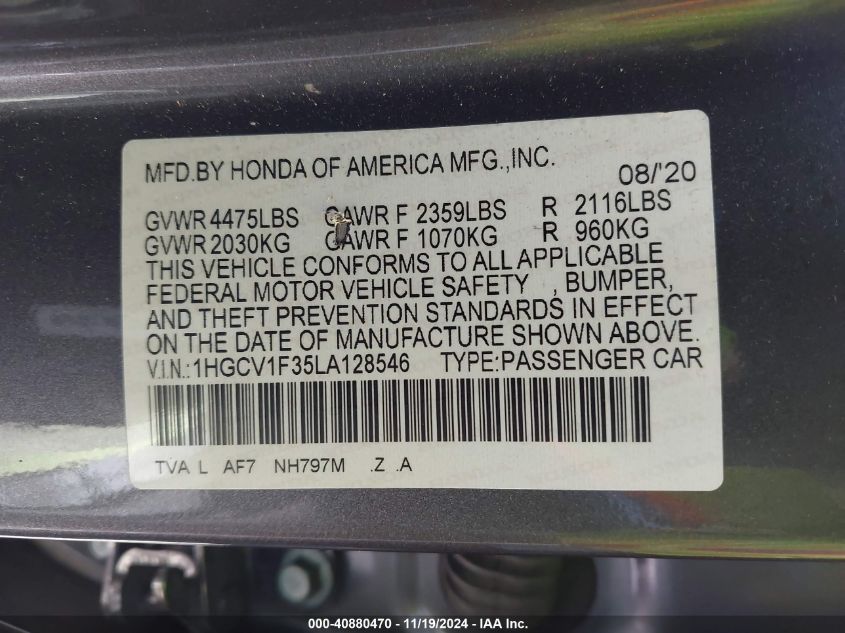 MFD.BY HONDA OF AMERICA MFG.,INC. 08/'20
GVWR 4475LBS GAWR F 2359LBS R 2116LBS
GVWR 2030KG GAWR F 1070KG R 960KG
THIS VEHICLE CONFORMS TO ALL APPLICABLE
FEDERAL MOTOR VEHICLE SAFETY , BUMPER,
AND THEFT PREVENTION STANDARDS IN EFFECT
ON THE DATE OF MANUFACTURE SHOWN ABOVE.
V.I.N.:1HGCV1F35LA128546 TYPE:PASSENGER CAR
TVA L AF7 NH797M .Z .A
000-40880470 - 11/19/2024 - IAA Inc.